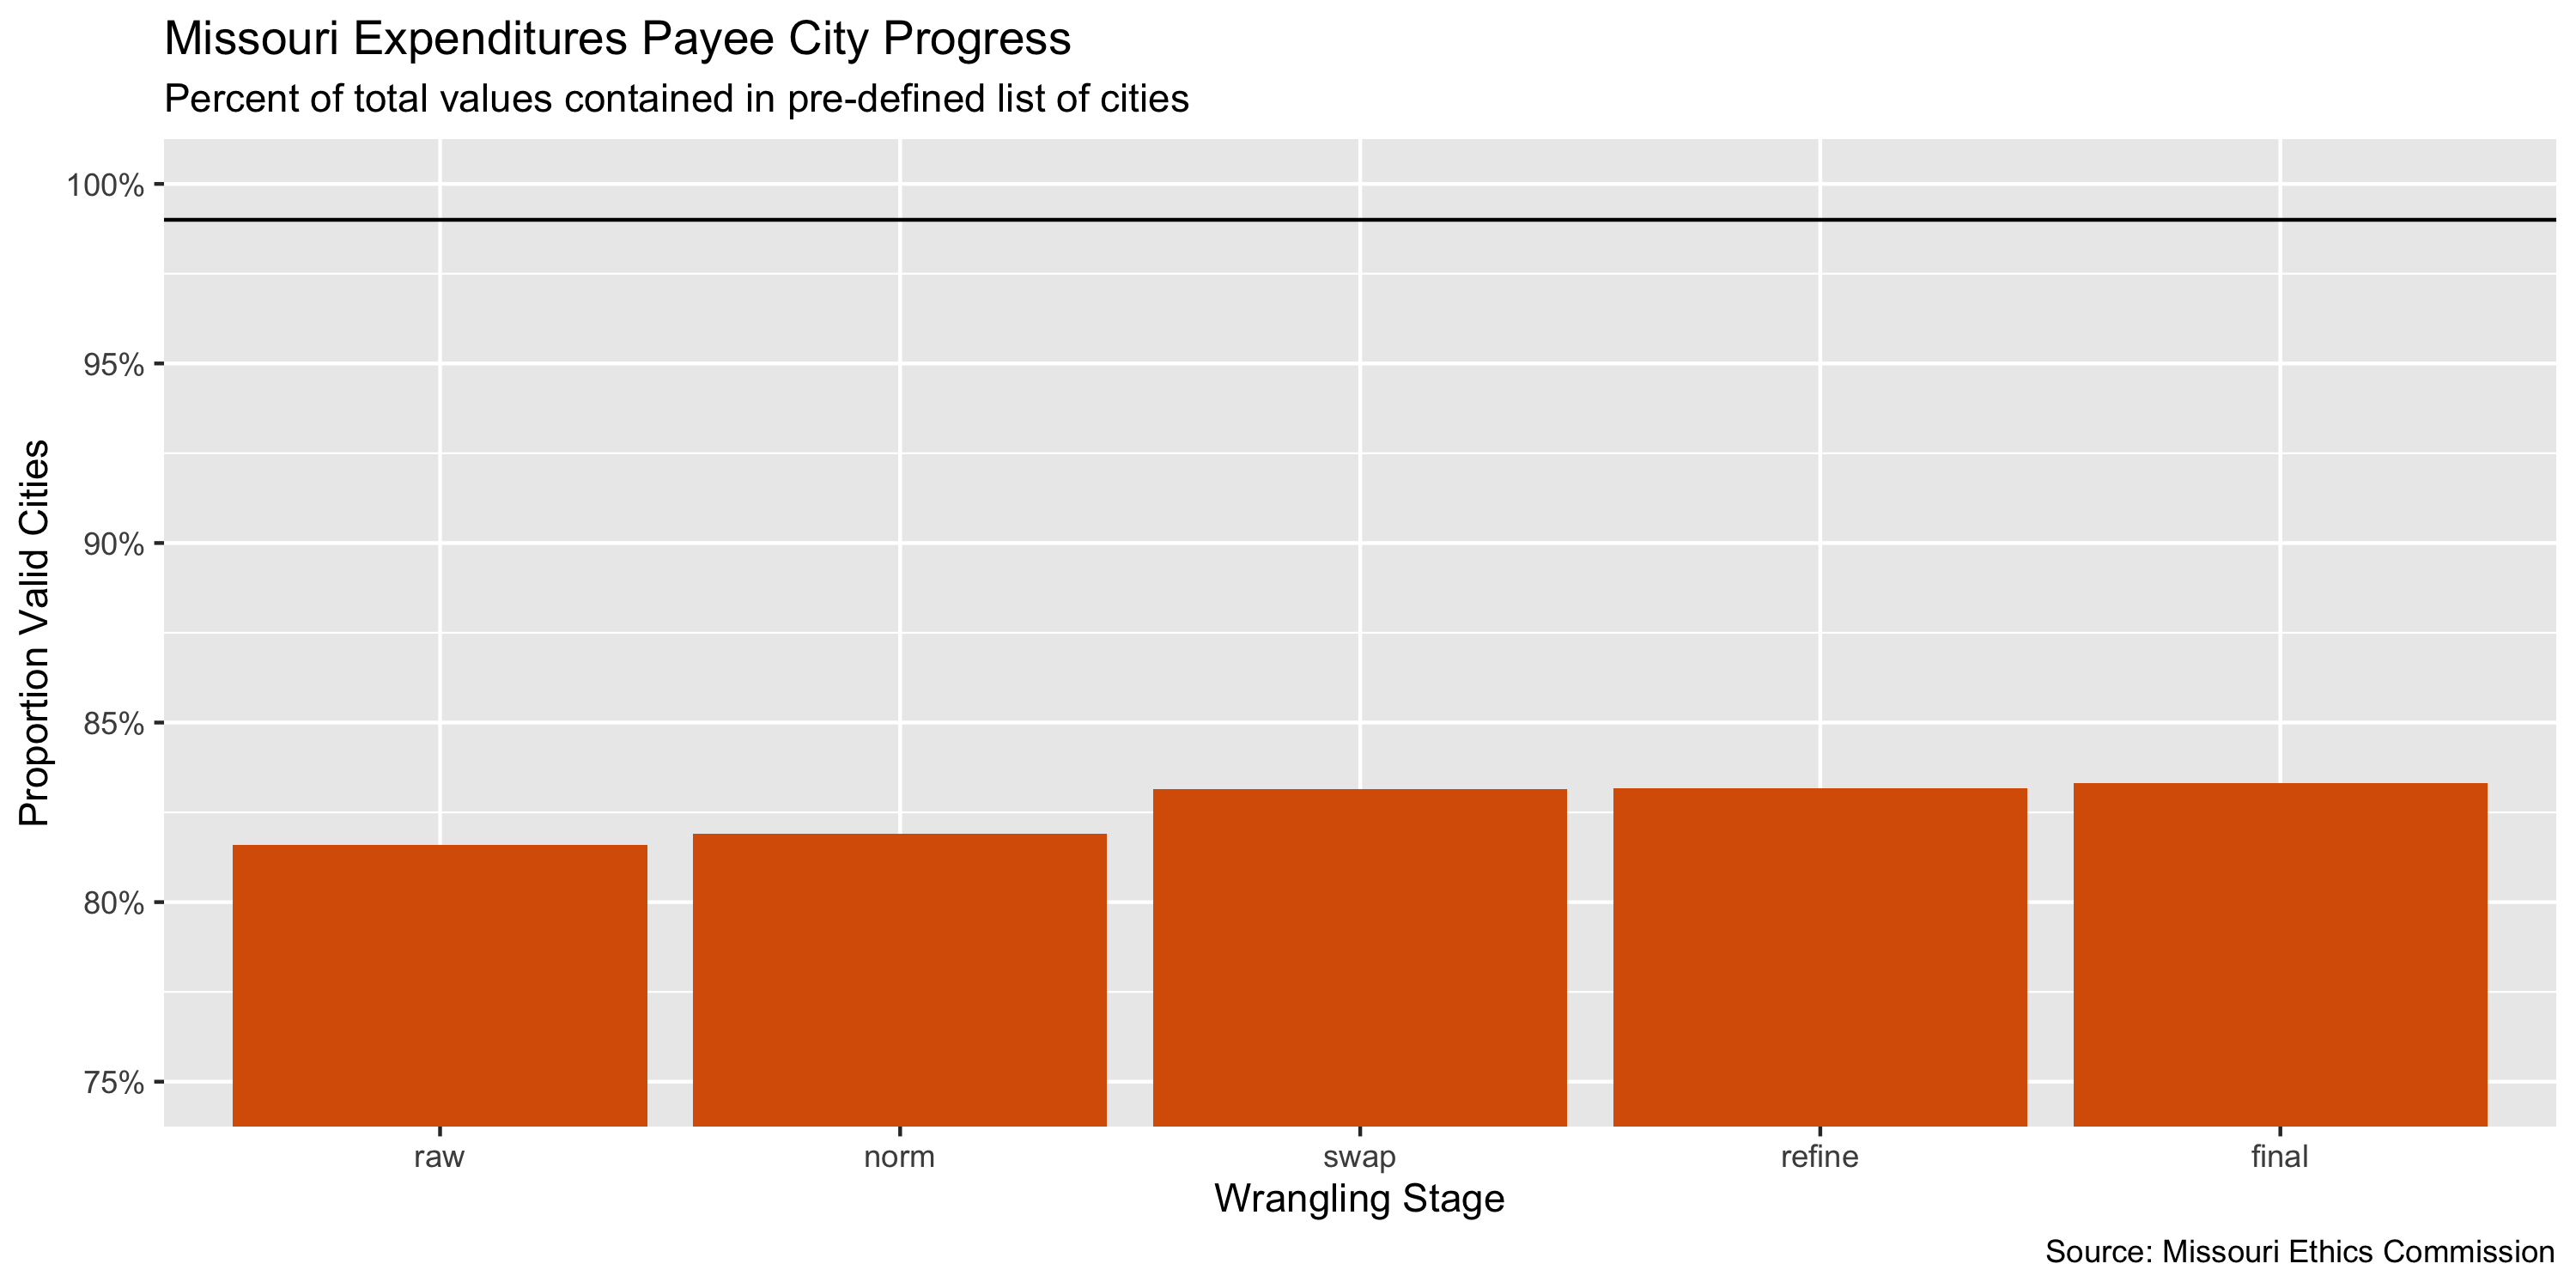 Missouri Expenditures Payee City Progress
Percent of total values contained in pre-defined list of cities
100%
95%
90%
85%
80%
75%
Proportion Valid Cities
raw
norm
swap
refine
final
Wrangling Stage
Source: Missouri Ethics Commission